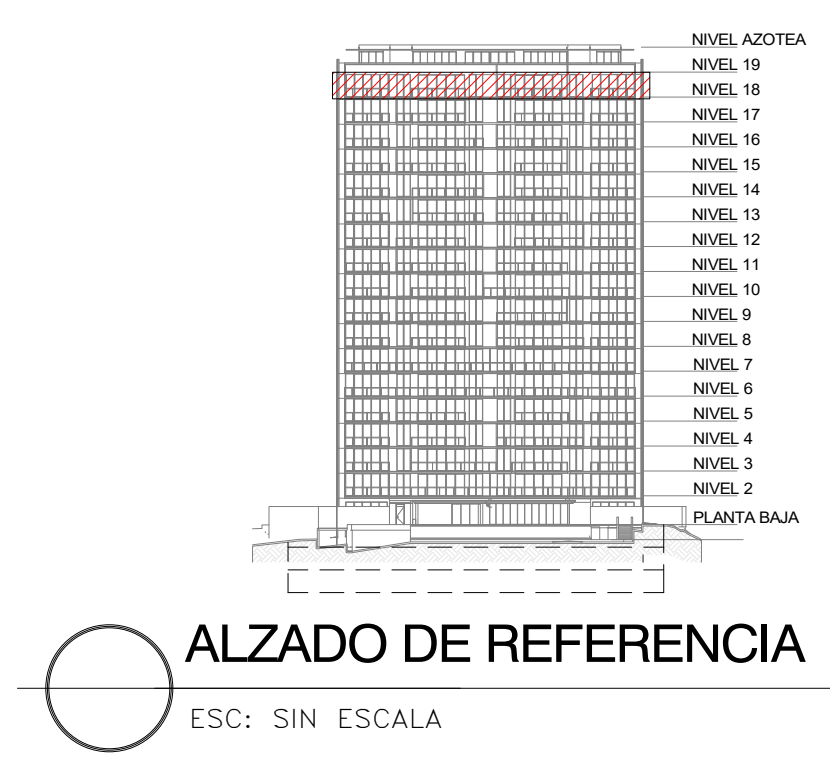 NIVEL AZOTEA
NIVEL 19
NIVEL 18
NIVEL 17
NIVEL 16
NIVEL 15
NIVEL 14
NIVEL 13
NIVEL 12
NIVEL 11
NIVEL 10
NIVEL 9
NIVEL 8
NIVEL 7
NIVEL 6
NIVEL 5
NIVEL 4
NIVEL 3
NIVEL 2
PLANTA BAJA
ALZADO DE REFERENCIA
ESC: SIN ESCALA